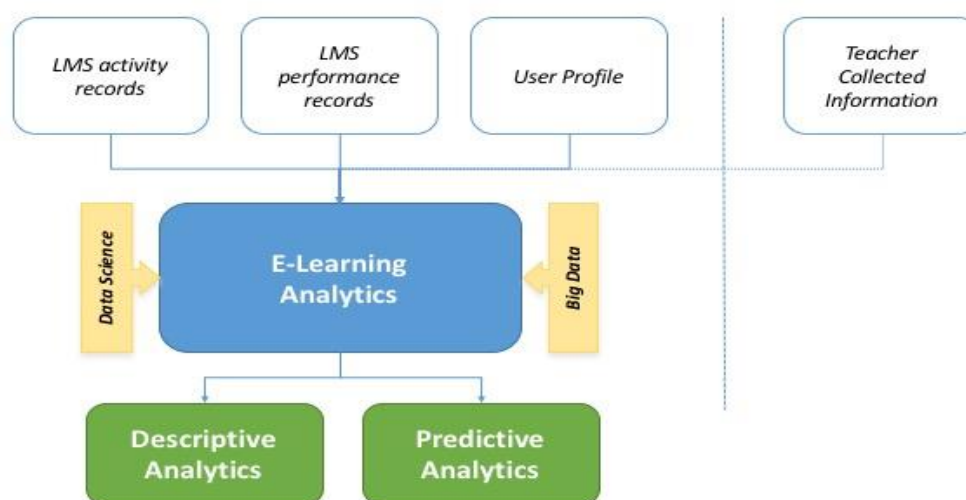 LMS activity
records
LMS
performance
records
User Profile
Teacher
Collected
Information
Data Science
E-Learning
Analytics
Big Data
Descriptive
Analytics
Predictive
Analytics